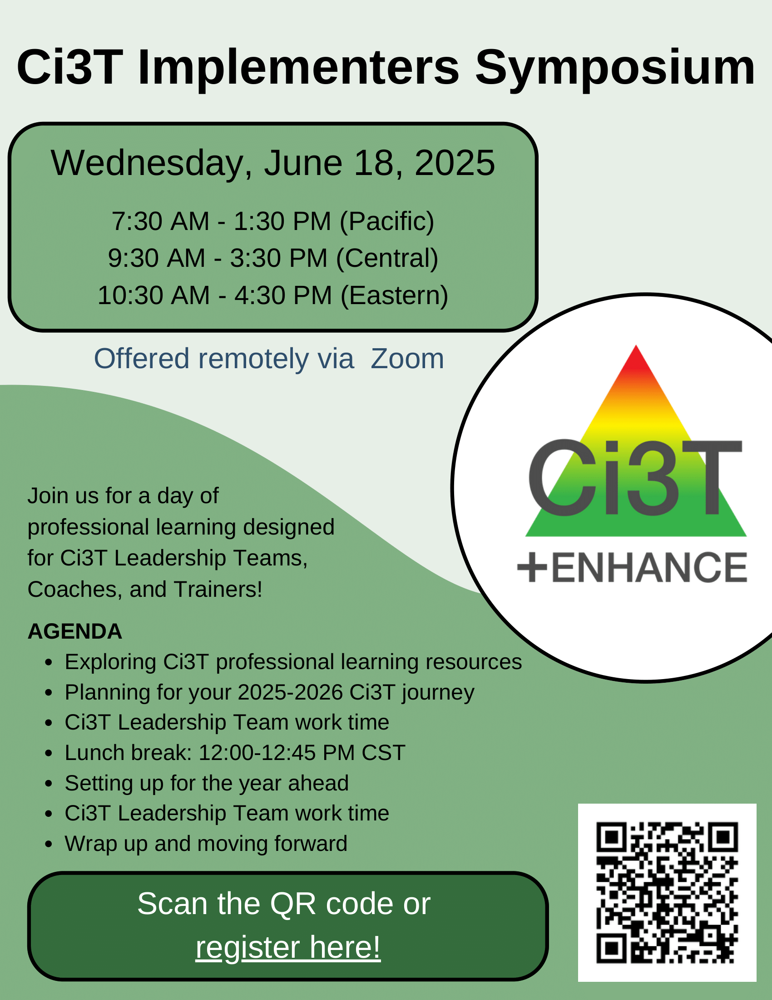 Ci3T Implementers Symposium
Wednesday, June 18, 2025
7:30 AM - 1:30 PM (Pacific)
9:30 AM - 3:30 PM (Central)
10:30 AM - 4:30 PM (Eastern)
Offered remotely via  Zoom
Ci3T
+ENHANCE
Join us for a day of
professional learning designed
for Ci3T Leadership Teams,
Coaches, and Trainers!
AGENDA
• Exploring Ci3T professional learning resources
• Planning for your 2025-2026 Ci3T journey
• Ci3T Leadership Team work time
• Lunch break: 12:00-12:45 PM CST
• Setting up for the year ahead
• Ci3T Leadership Team work time
• Wrap up and moving forward
Scan the QR code or
register here!